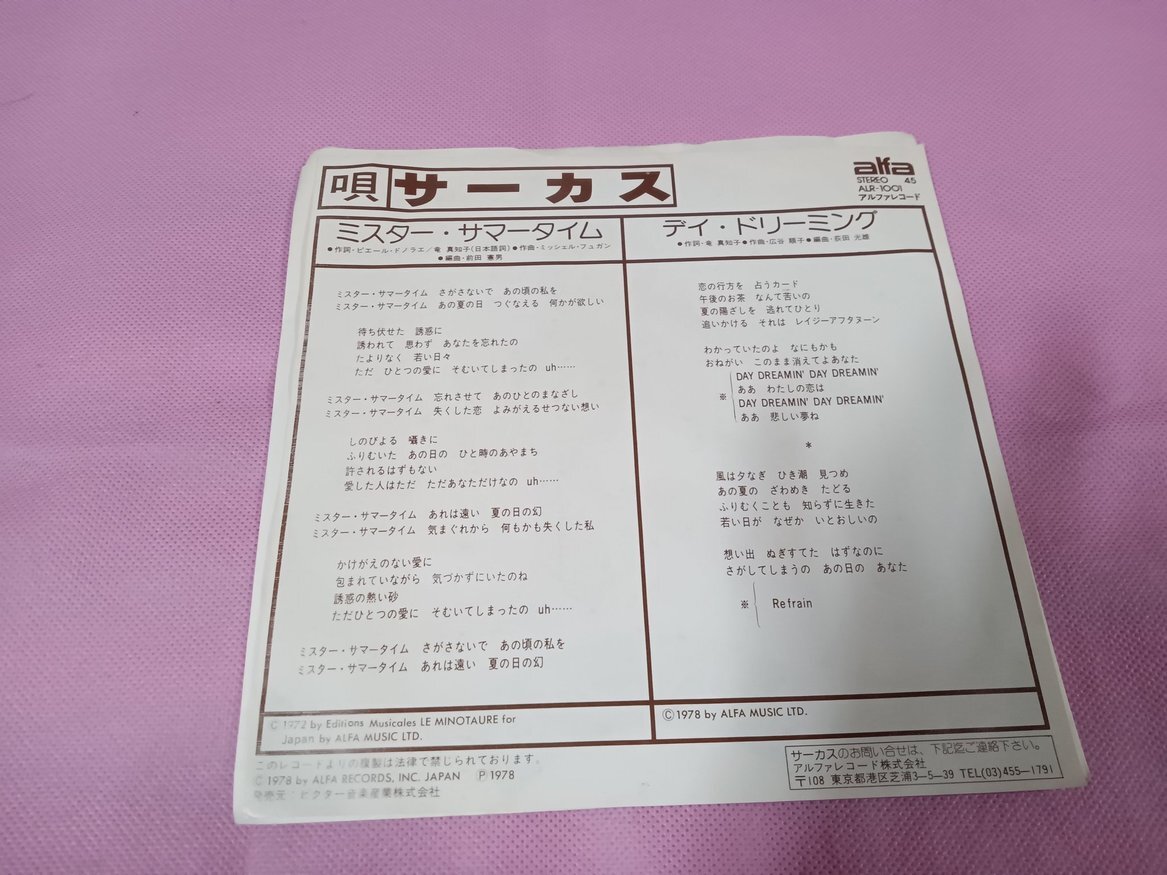 唄 サーカス
alfa
STEREO 45
ALR-1001
アルファレコード
ミスター・サマータイム
●作詞・ピエール・ドノラエ/竜 真知子(日本語詞)●作曲・ミッシェル・フュガン
●編曲・前田 憲男
ミスター・サマータイム さがさないで あの頃の私を
ミスター・サマータイム あの夏の日 つぐなえる 何かが欲しい
待ち伏せた 誘惑に
誘われて 思わず あなたを忘れたの
たよりなく 若い日々
ただ ひとつの愛に そむいてしまったの uh……
ミスター・サマータイム 忘れさせて あのひとのまなざし
ミスター・サマータイム 失くした恋 よみがえるせつない想い
しのびよる 囁きに
ふりむいた あの日の ひと時のあやまち
許されるはずもない
愛した人はただ ただあなただけなの uh……
ミスター・サマータイム あれは遠い 夏の日の幻
ミスター・サマータイム 気まぐれから 何もかも失くした私
かけがえのない愛に
包まれていながら 気づかずにいたのね
誘惑の熱い砂
ただひとつの愛に そむいてしまったの uh……
ミスター・サマータイム さがさないで あの頃の私を
ミスター・サマータイム あれは遠い 夏の日の幻
Ⓒ1972 by Editions Musicales LE MINOTAURE for
Japan by ALFA MUSIC LTD.
デイ・ドリーミング
●作詞・竜 真知子●作曲・広谷 順子●編曲・萩田 光雄
恋の行方を 占うカード
午後のお茶 なんて苦いの
夏の陽ざしを 逃れてひとり
追いかける それは レイジーアフタヌーン
わかっていたのよ なにもかも
おねがい このまま消えてよあなた
DAY DREAMIN' DAY DREAMIN'
ああ わたしの恋は
※ DAY DREAMIN' DAY DREAMIN'
ああ 悲しい夢ね
*
風は夕なぎ ひき潮 見つめ
あの夏の ざわめき たどる
ふりむくことも 知らずに生きた
若い日が なぜか いとおしいの
想い出 ぬぎすてた はずなのに
さがしてしまうの あの日の あなた
※ Refrain
Ⓒ1978 by ALFA MUSIC LTD.
このレコードよりの複製は法律で禁じられております。
Ⓒ1978 by ALFA RECORDS, INC. JAPAN Ⓟ1978
発売元:ビクター音楽産業株式会社
サーカスのお問い合せは、下記迄ご連絡下さい。
アルファレコード株式会社
〒108 東京都港区芝浦3-5-39 TEL(03)455-1791